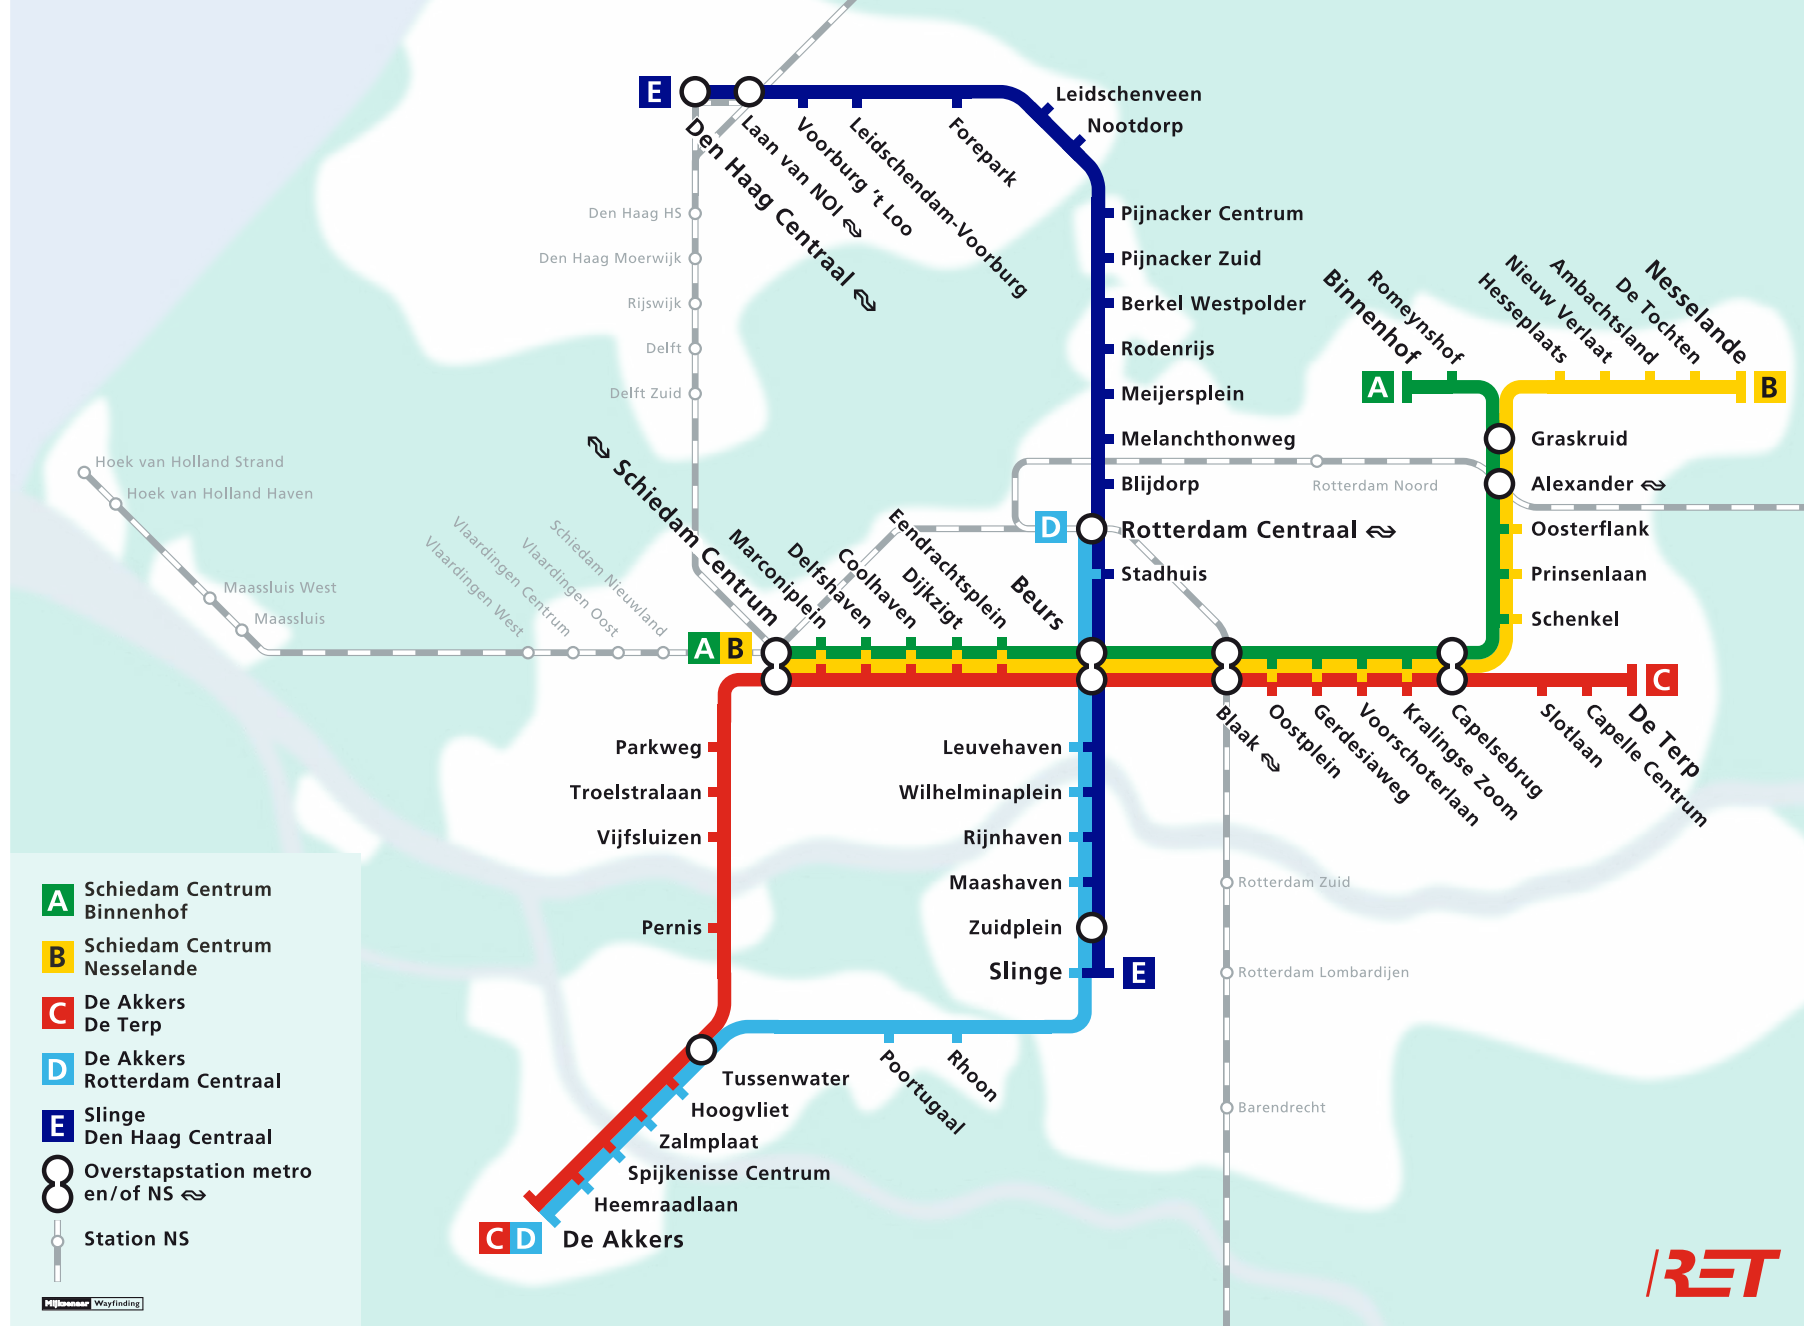 E
Den Haag Centraal
Laan van NOI
Voorburg 't Loo
Leidschendam-Voorburg
Forepark
Leidschenveen
Nootdorp
Pijnacker Centrum
Pijnacker Zuid
Berkel Westpolder
Rodenrijs
Meijersplein
Melanchthonweg
Blijdorp
D
Rotterdam Centraal
Stadhuis
Den Haag HS
Den Haag Moerwijk
Rijswijk
Delft
Delft Zuid
Binnenhof
Romeynshof
Hesseplaats
Nieuw Verlaat
Ambachtsland
De Tochten
Nesselande
A
B
Graskruid
Alexander
Oosterflank
Prinsenlaan
Schenkel
Rotterdam Noord
Hoek van Holland Strand
Hoek van Holland Haven
Maassluis West
Maassluis
Vlaardingen West
Vlaardingen Centrum
Vlaardingen Oost
Schiedam Nieuwland
A B
Schiedam Centrum
Marconiplein
Delfshaven
Coolhaven
Dijkzigt
Eendrachtsplein
Beurs
Blaak
Oostplein
Gerdesiaweg
Voorschoterlaan
Kralingse Zoom
Capelsebrug
Slotlaan
Capelle Centrum
De Terp
C
Parkweg
Troelstralaan
Vijfsluizen
Pernis
Leuvehaven
Wilhelminaplein
Rijnhaven
Maashaven
Zuidplein
Slinge
E
Rotterdam Zuid
Rotterdam Lombardijen
Barendrecht
Poortugaal
Rhoon
Tussenwater
Hoogvliet
Zalmplaat
Spijkenisse Centrum
Heemraadlaan
C D
De Akkers
A
Schiedam Centrum
Binnenhof
B
Schiedam Centrum
Nesselande
C
De Akkers
De Terp
D
De Akkers
Rotterdam Centraal
E
Slinge
Den Haag Centraal
Overstapstation metro
en/of NS
Station NS
Mijksenaar Wayfinding
RET